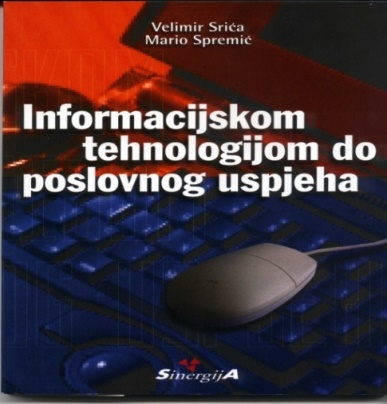 Velimir Srića
Mario Spremić
Informacijskom
tehnologijom do
poslovnog uspjeha
SinergijA